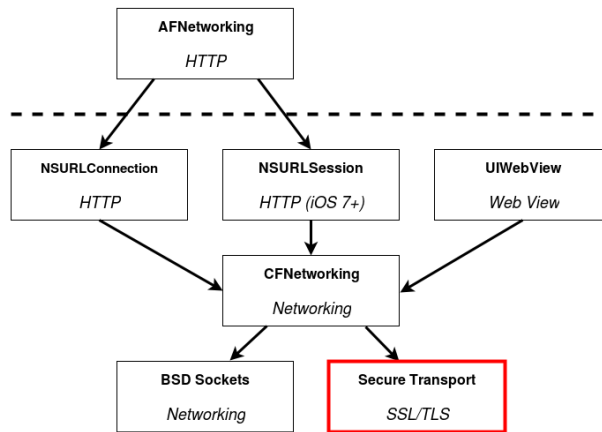 AFNetworking
HTTP
NSURLConnection
HTTP
NSURLSession
HTTP (iOS 7+)
UIWebView
Web View
CFNetworking
Networking
BSD Sockets
Networking
Secure Transport
SSL/TLS